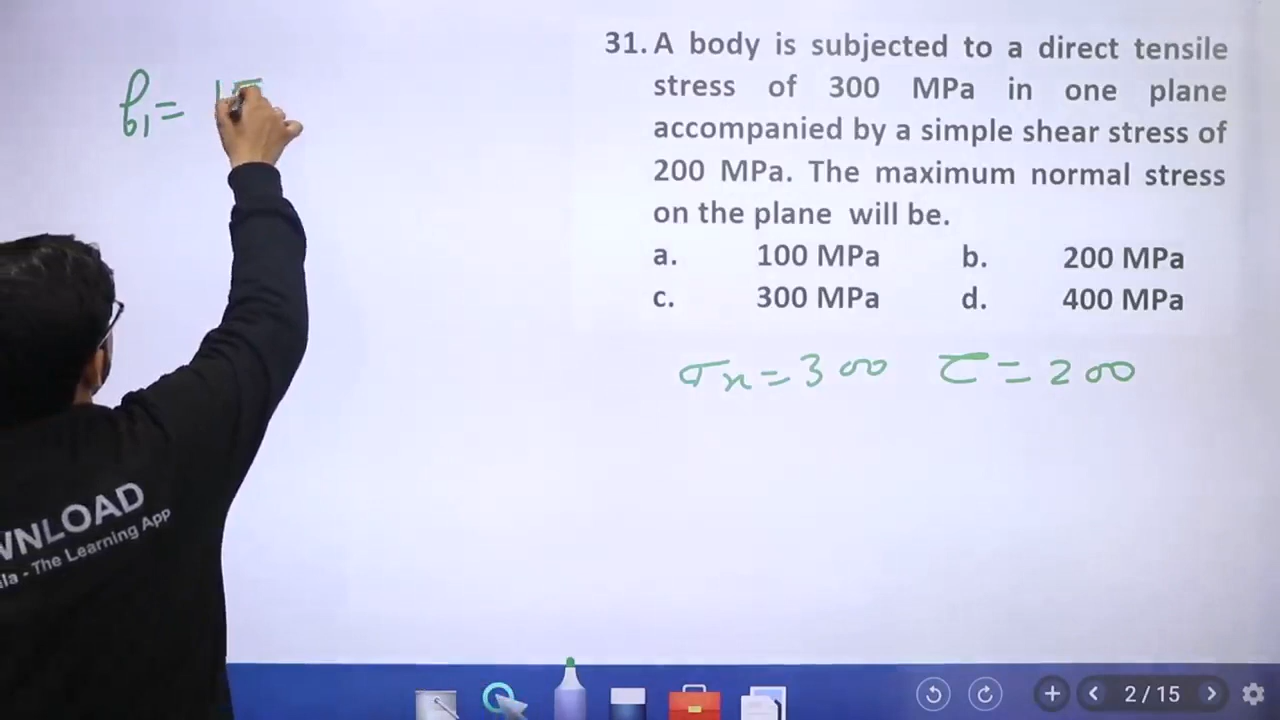 31. A body is subjected to a direct tensile
stress of 300 MPa in one plane
accompanied by a simple shear stress of
200 MPa. The maximum normal stress
on the plane will be.
a. 100 MPa b. 200 MPa
c. 300 MPa d. 400 MPa
σx = 300 τ = 200
=
WNLOAD
- The Learning App
2 / 15